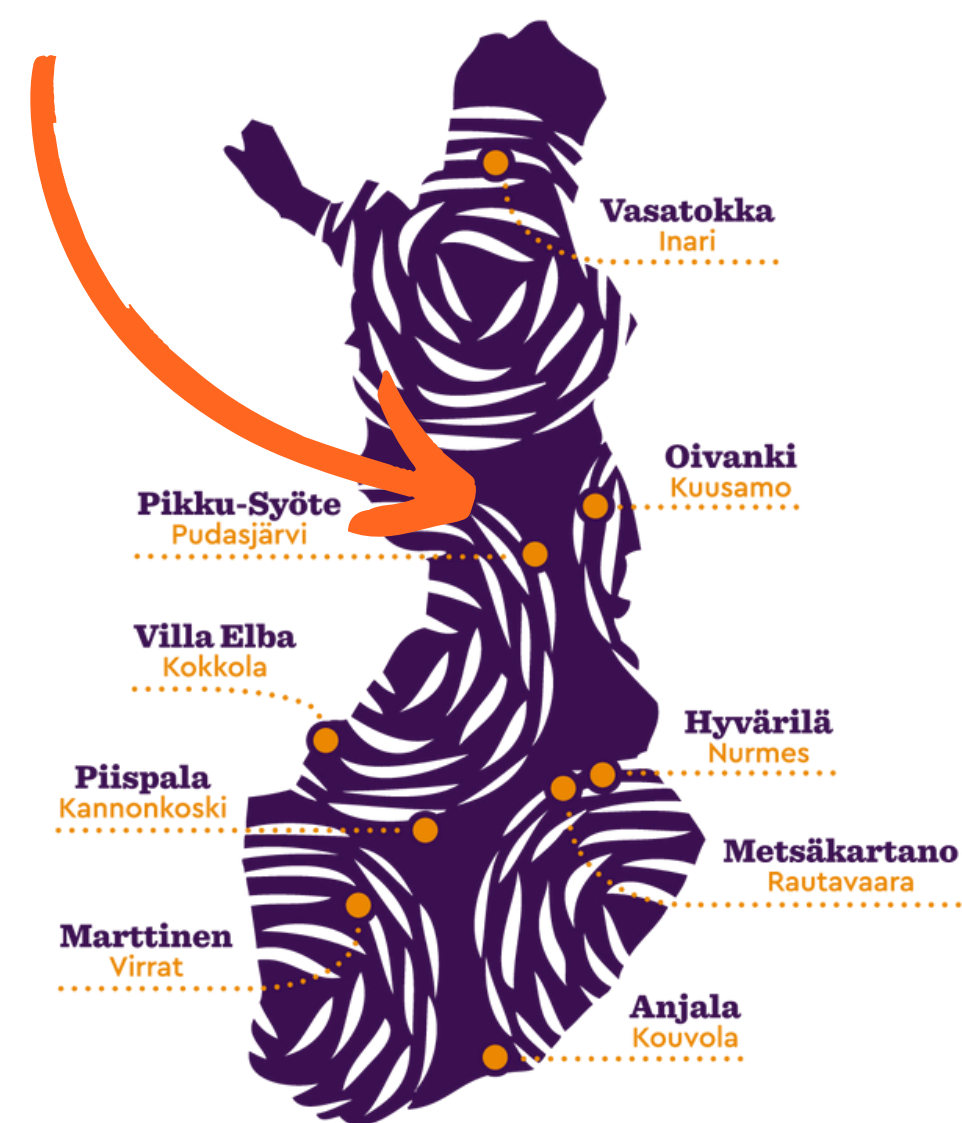 Vasatokka
Inari
Oivanki
Kuusamo
Pikku-Syöte
Pudasjärvi
Villa Elba
Kokkola
Hyvärilä
Nurmes
Piispala
Kannonkoski
Metsäkartano
Rautavaara
Marttinen
Virrat
Anjala
Kouvola